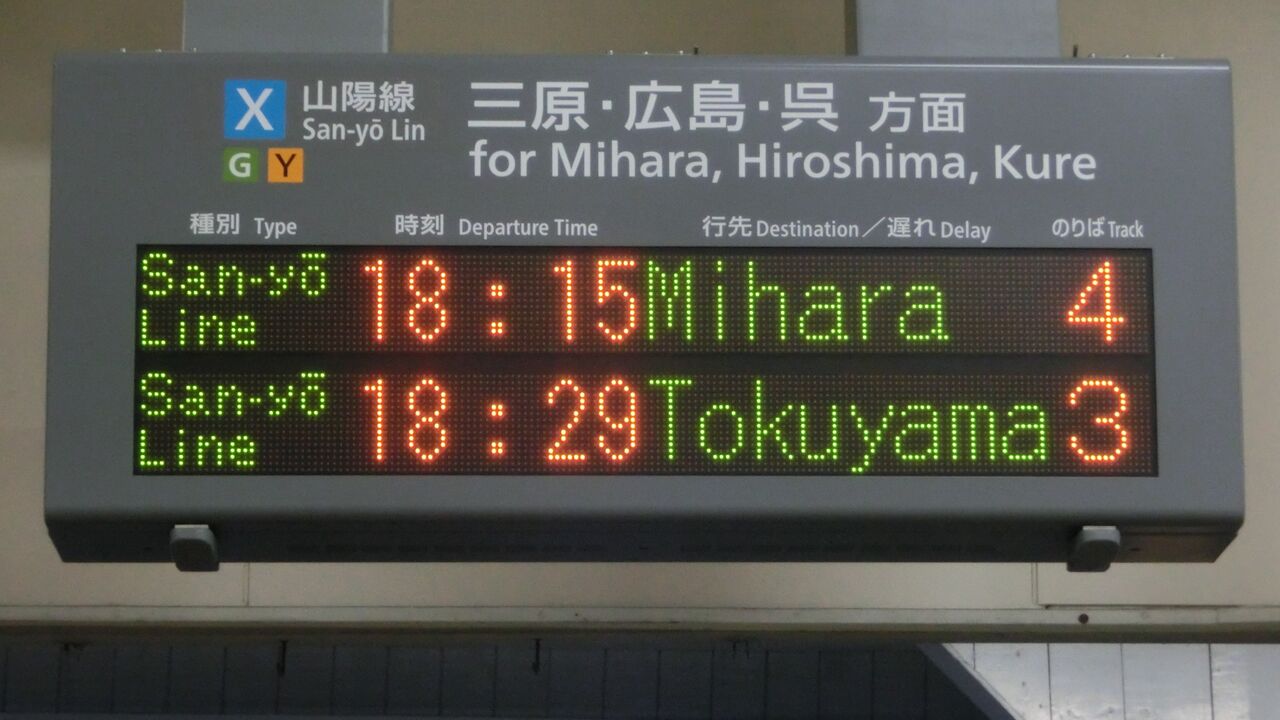 X 山陽線 San-yō Lin
G Y
三原・広島・呉 方面
for Mihara, Hiroshima, Kure
種別 Type 時刻 Departure Time 行先 Destination／遅れ Delay のりば Track
San-yō Line 18:15 Mihara 4
San-yō Line 18:29 Tokuyama 3